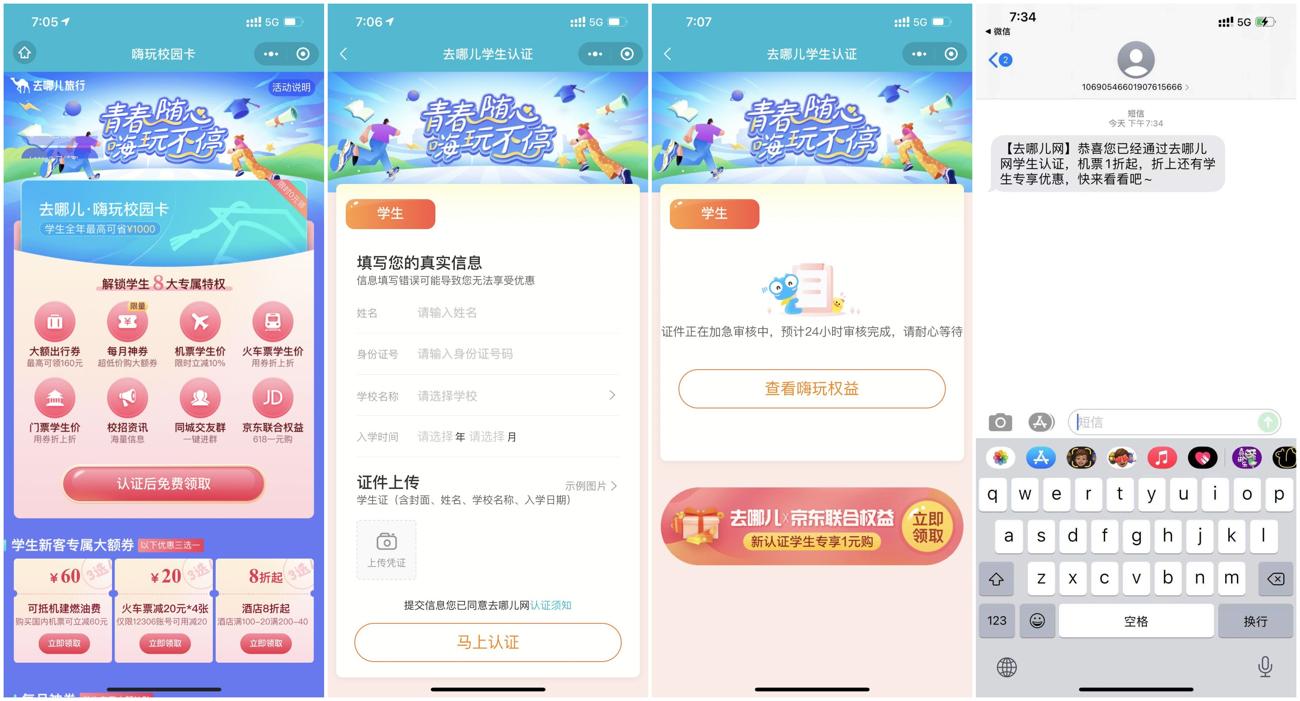 7:05
5G
嗨玩校园卡
去哪儿旅行
活动说明
青春随心
嗨玩不停
去哪儿·嗨玩校园卡
学生全年最高可省¥1000
解锁学生8大专属特权
限量
大额出行券
每月神券
机票学生价
火车票学生价
最高可领160元
超低价购大额券
限时立减10%
用券折上折
JD
门票学生价
校招资讯
同城交友群
京东联合权益
用券折上折
海量信息
一键进群
618一元购
认证后免费领取
学生新客专属大额券
以下优惠三选一
¥60
¥20
8折起
3选1
3选1
3选1
可抵机建燃油费
火车票减20元*4张
酒店8折起
购买国内机票可立减60元
仅限12306账号可用减20
酒店满100-20满200-40
立即领取
立即领取
立即领取
每月神券
7:06
5G
去哪儿学生认证
青春随心
嗨玩不停
学生
填写您的真实信息
信息填写错误可能导致您无法享受优惠
姓名
请输入姓名
身份证号
请输入身份证号码
学校名称
请选择学校
入学时间
请选择 年 请选择 月
证件上传
示例图片
学生证（含封面、姓名、学校名称、入学日期）
上传凭证
提交信息您已同意去哪儿网认证须知
马上认证
7:07
5G
去哪儿学生认证
青春随心
嗨玩不停
学生
证件正在加急审核中，预计24小时审核完成，请耐心等待
查看嗨玩权益
去哪儿×京东联合权益
新认证学生专享1元购
立即
领取
7:34
5G
微信
2
10690546601907615666
短信
今天 下午7:34
【去哪儿网】恭喜您已经通过去哪儿
网学生认证，机票1折起，折上还有学
生专享优惠，快来看看吧~
短信
q w e r t y u i o p
a s d f g h j k l
z x c v b n m
123
空格
换行